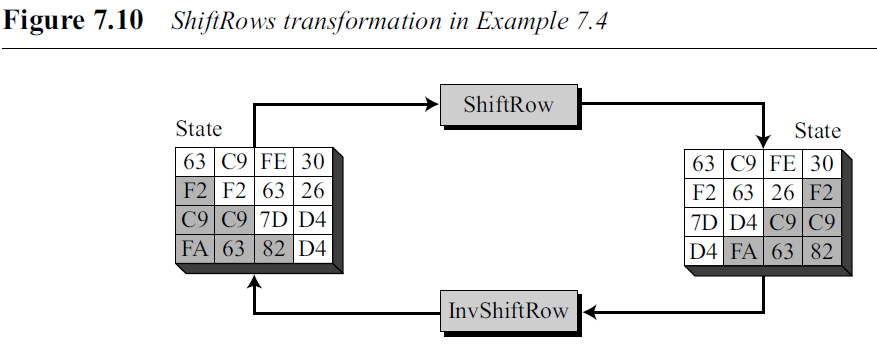 Figure 7.10 ShiftRows transformation in Example 7.4
ShiftRow
State
63 C9 FE 30
F2 F2 63 26
C9 C9 7D D4
FA 63 82 D4
State
63 C9 FE 30
F2 63 26 F2
7D D4 C9 C9
D4 FA 63 82
InvShiftRow